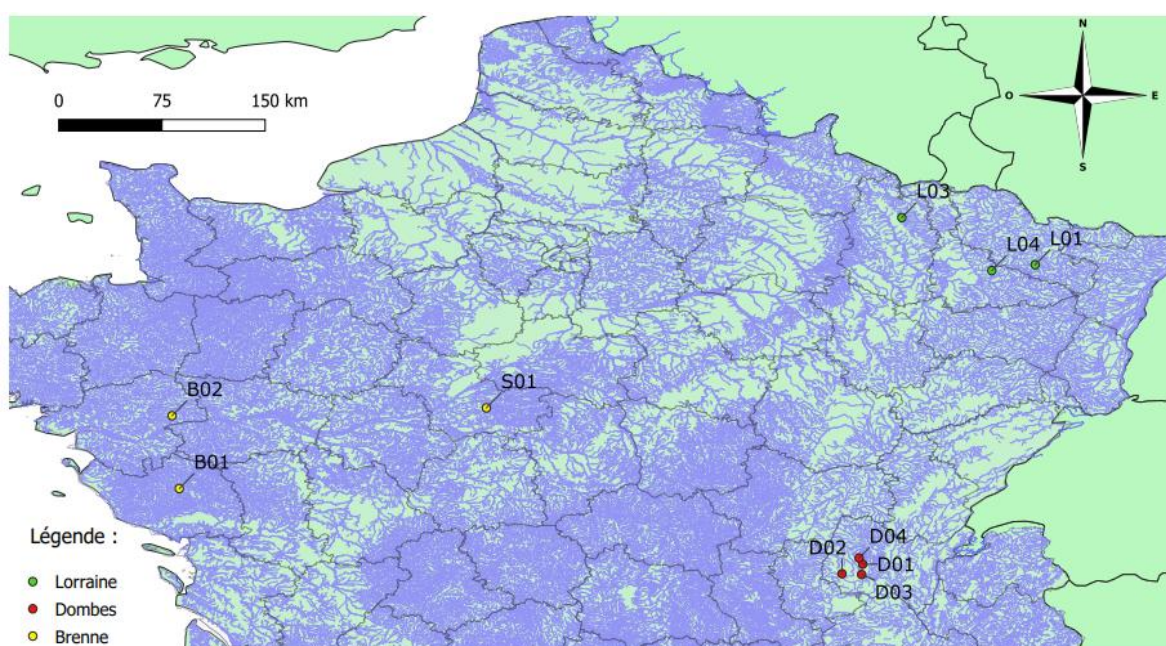 0 75 150 km
N
O E
S
L03
L04 L01
B02
S01
B01
D04
D02
D01
D03
Légende :
Lorraine
Dombes
Brenne